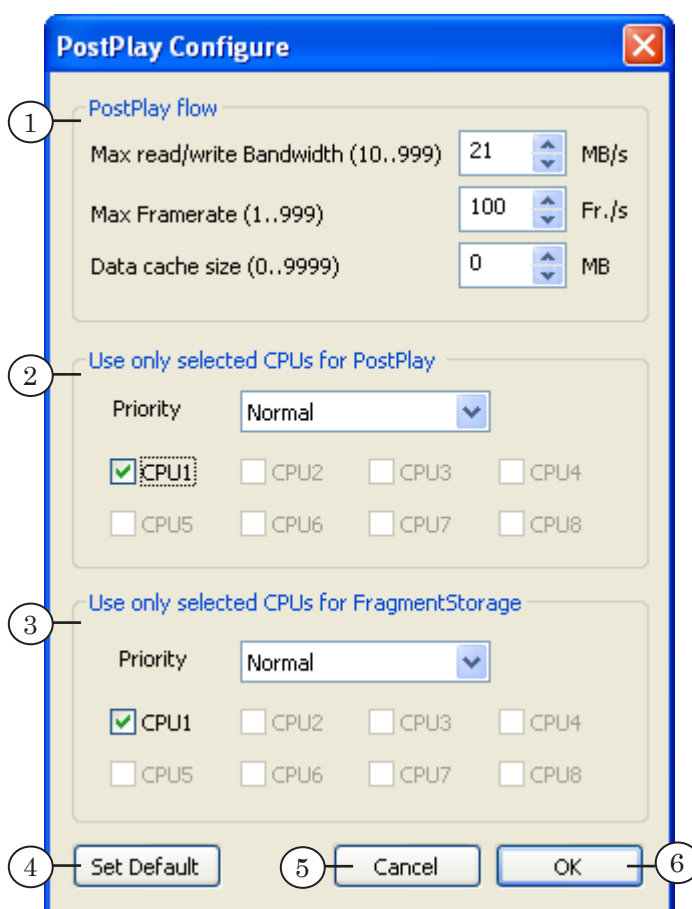 PostPlay Configure
1
PostPlay flow
Max read/write Bandwidth (10..999) 21 MB/s
Max Framerate (1..999) 100 Fr./s
Data cache size (0..9999) 0 MB
2
Use only selected CPUs for PostPlay
Priority Normal
CPU1 CPU2 CPU3 CPU4
CPU5 CPU6 CPU7 CPU8
3
Use only selected CPUs for FragmentStorage
Priority Normal
CPU1 CPU2 CPU3 CPU4
CPU5 CPU6 CPU7 CPU8
4 Set Default 5 Cancel OK 6